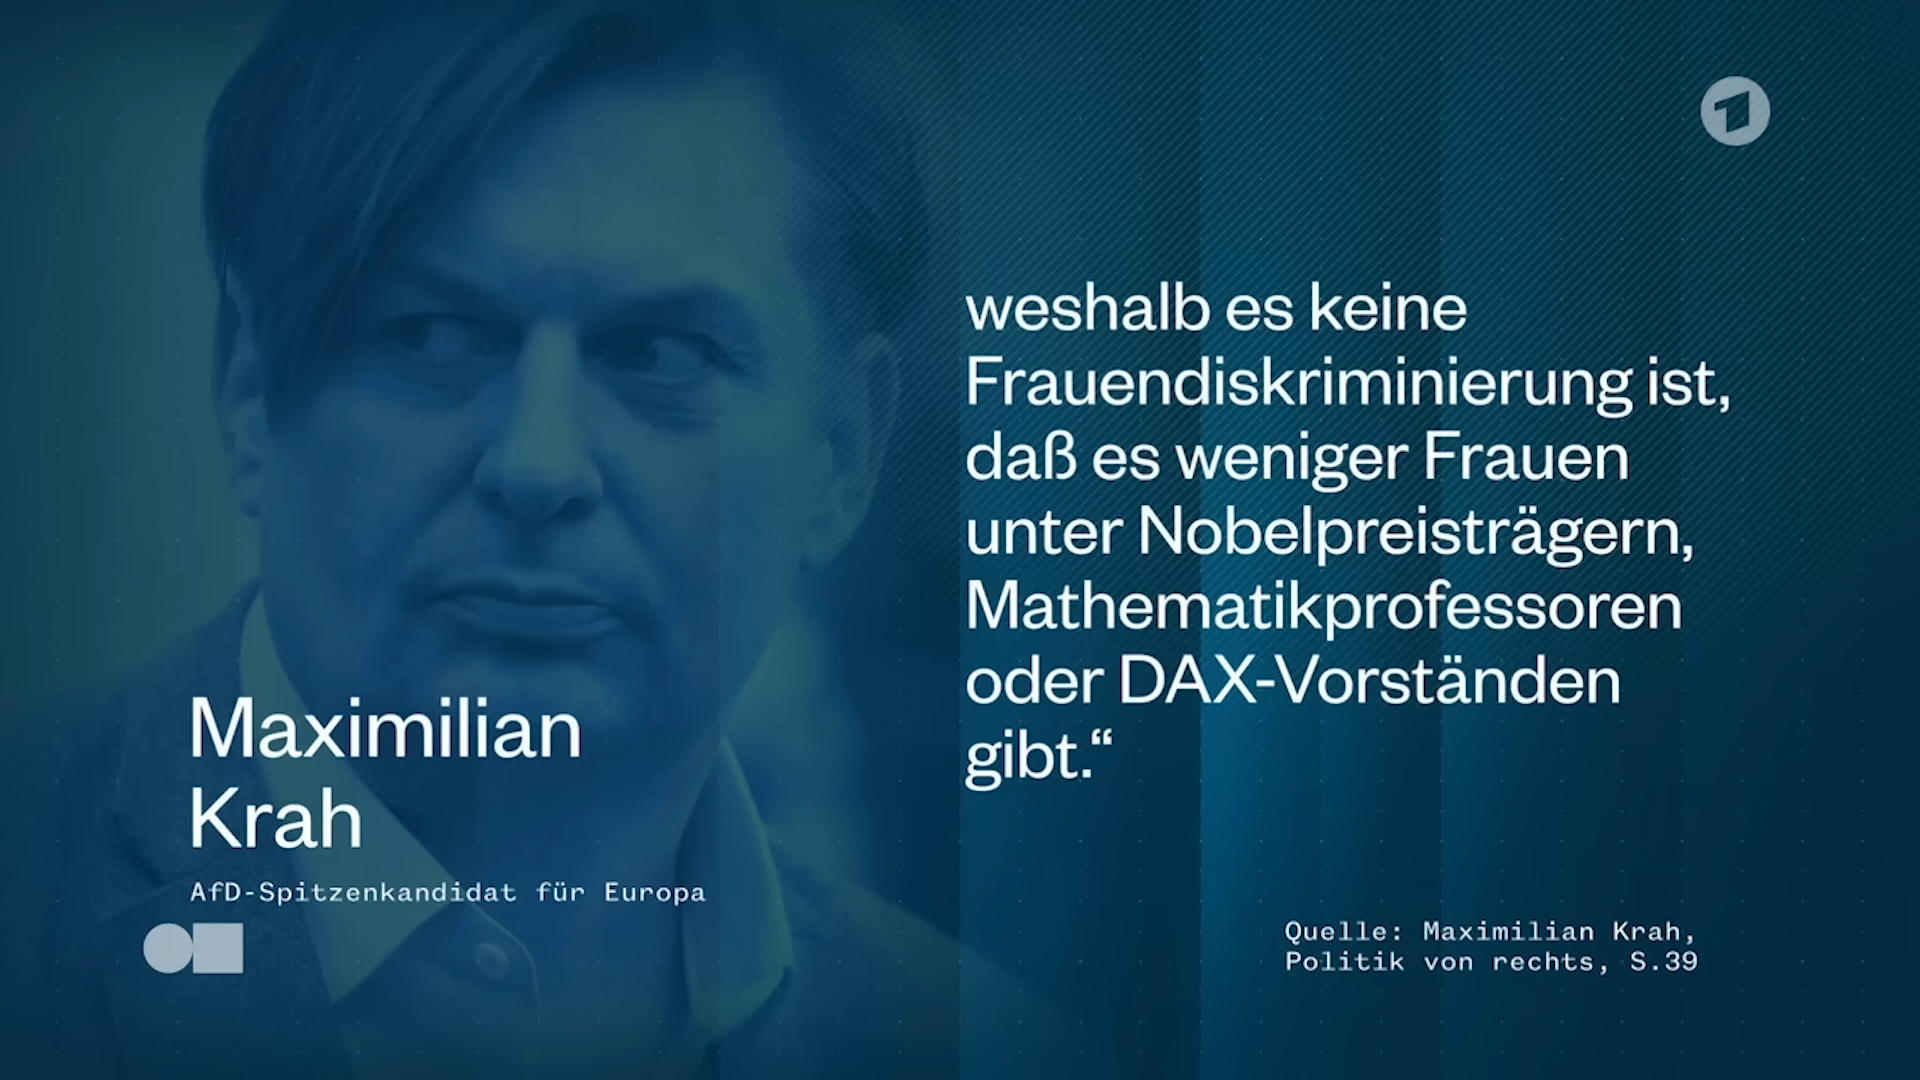 weshalb es keine
Frauendiskriminierung ist,
daß es weniger Frauen
unter Nobelpreisträgern,
Mathematikprofessoren
oder DAX-Vorständen
gibt.“
Maximilian
Krah
AfD-Spitzenkandidat für Europa
Quelle: Maximilian Krah,
Politik von rechts, S.39
1